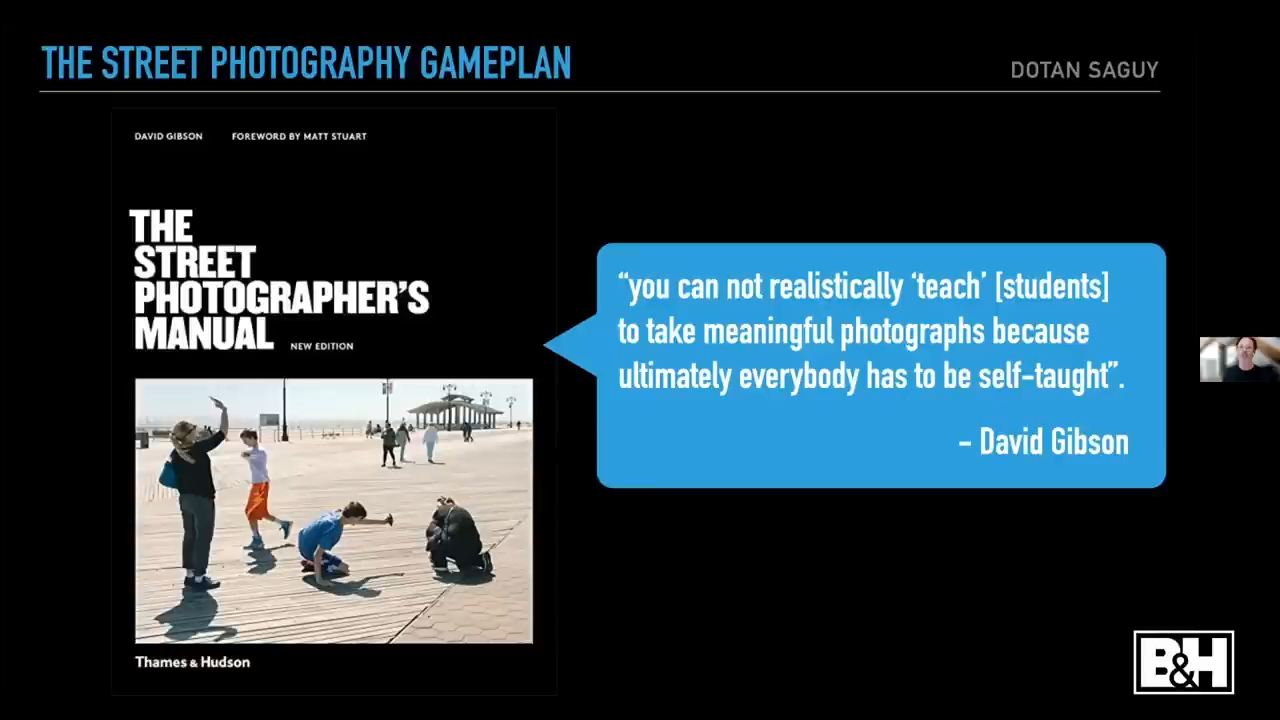 THE STREET PHOTOGRAPHY GAMEPLAN
DOTAN SAGUY
DAVID GIBSON FOREWORD BY MATT STUART
THE
STREET
PHOTOGRAPHER'S
MANUAL NEW EDITION
Thames & Hudson
“you can not realistically ‘teach’ [students]
to take meaningful photographs because
ultimately everybody has to be self-taught”.
– David Gibson
B&H